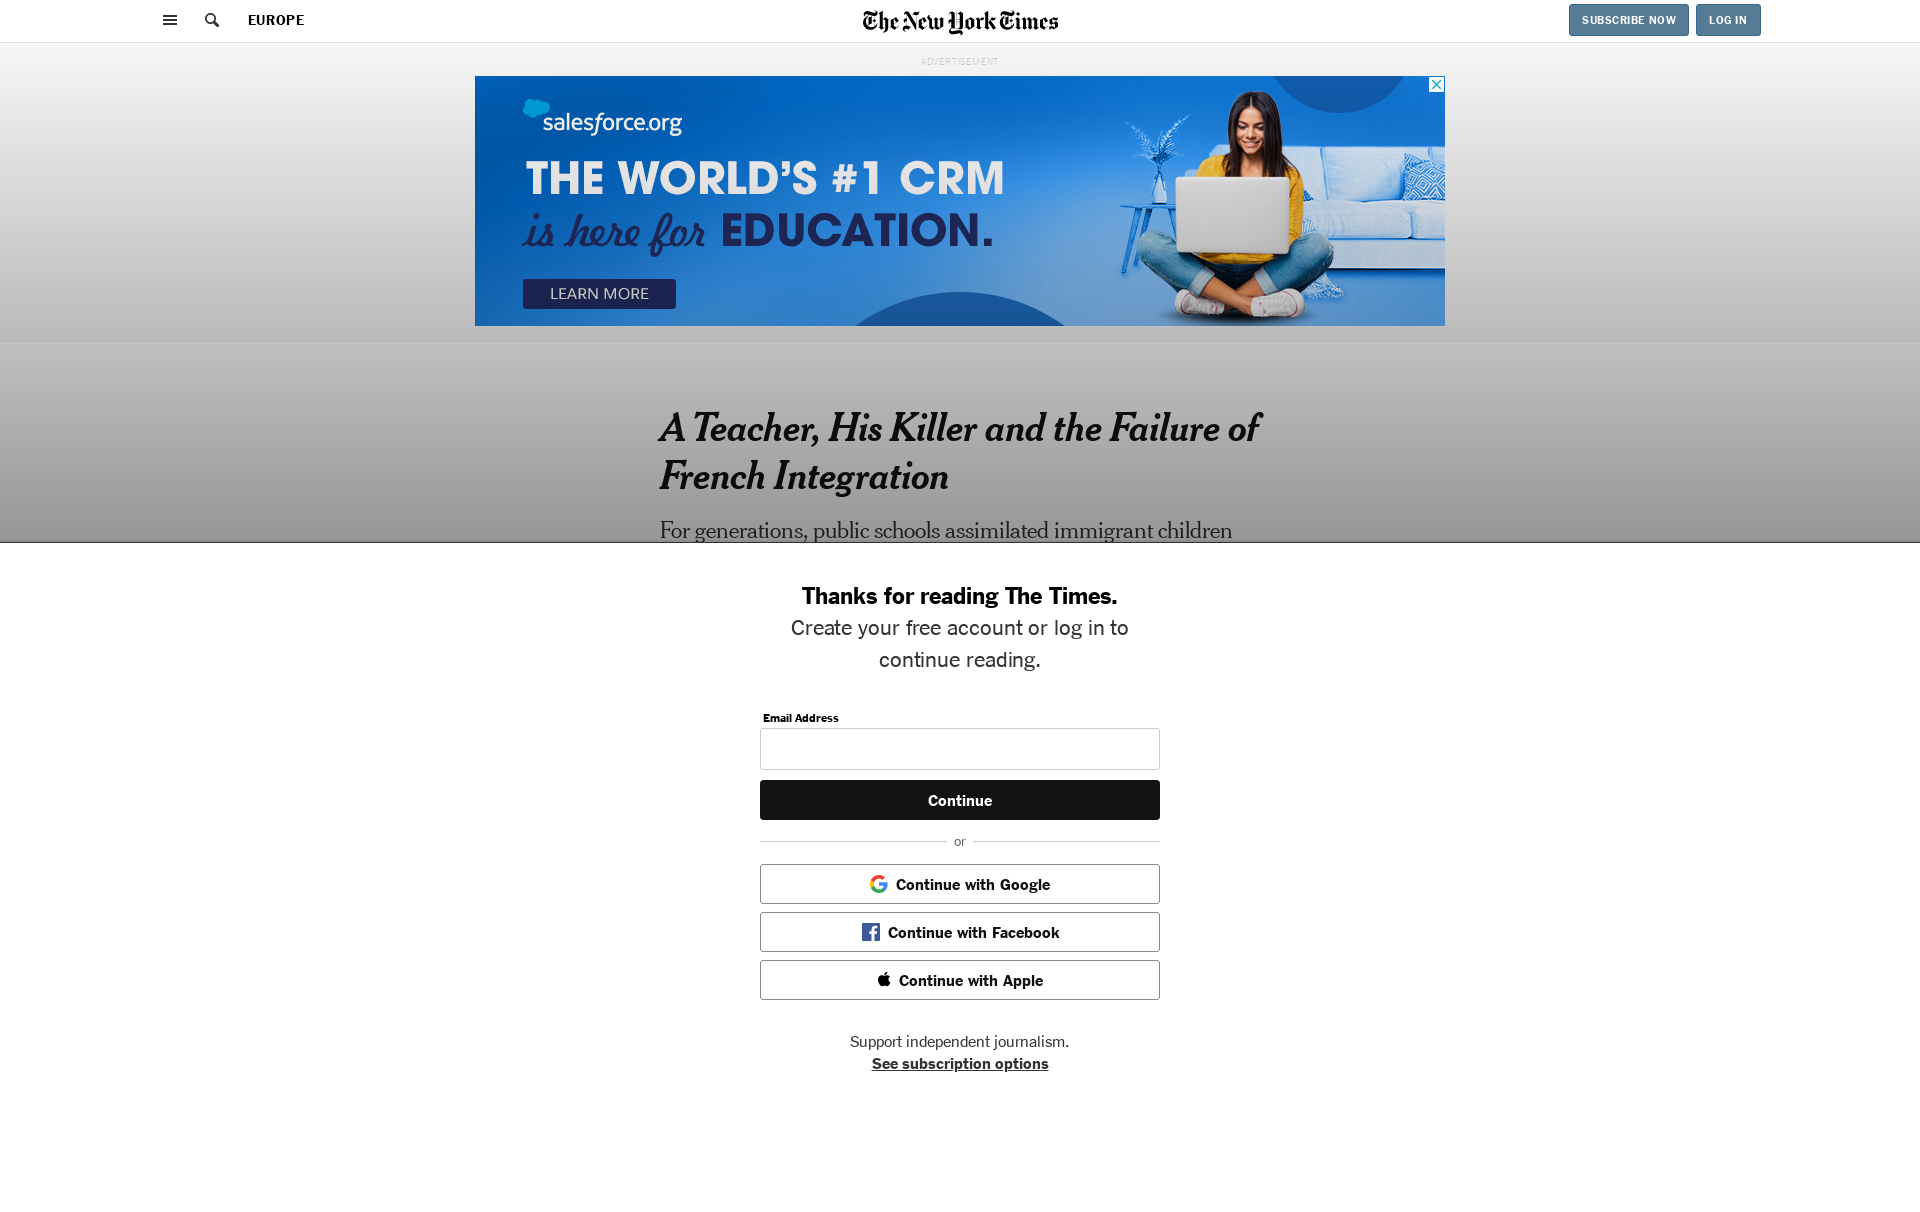 EUROPE
The New York Times
SUBSCRIBE NOW
LOG IN
ADVERTISEMENT
salesforce.org
THE WORLD'S #1 CRM
is here for EDUCATION.
LEARN MORE
A Teacher, His Killer and the Failure of
French Integration
For generations, public schools assimilated immigrant children
Thanks for reading The Times.
Create your free account or log in to
continue reading.
Email Address
Continue
or
Continue with Google
Continue with Facebook
Continue with Apple
Support independent journalism.
See subscription options